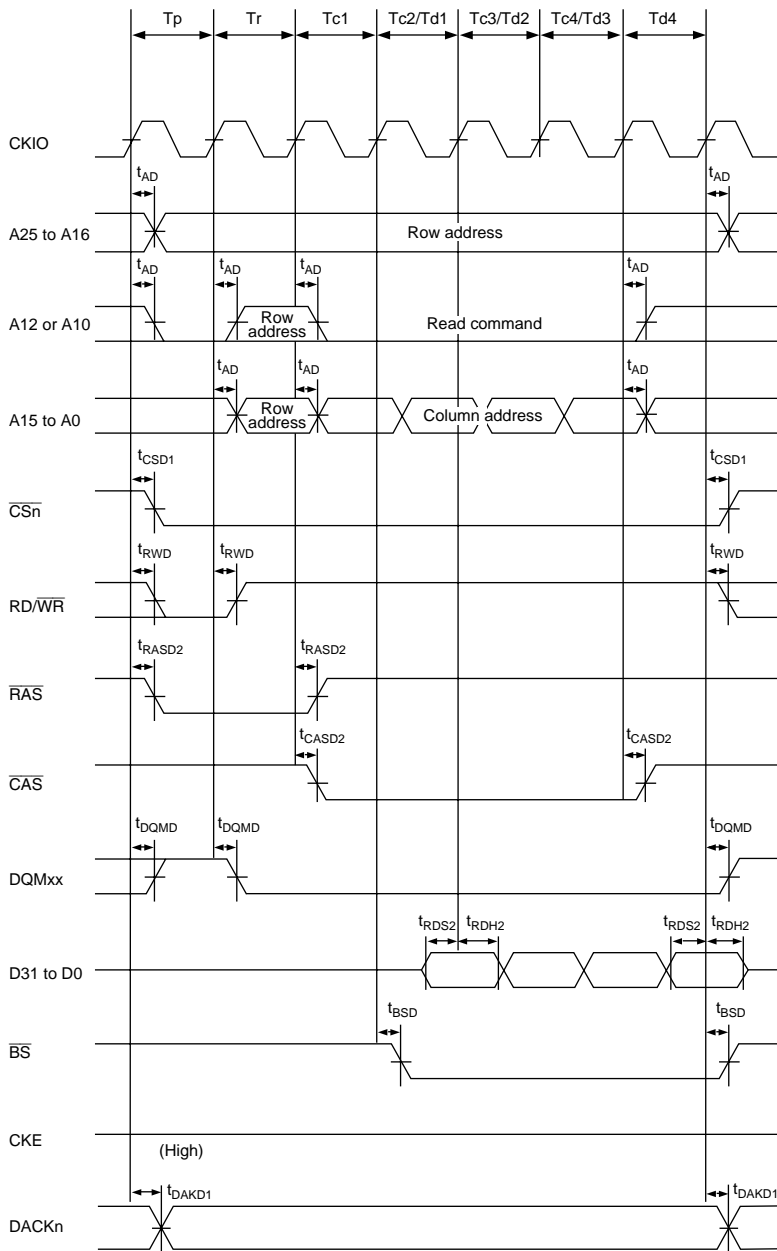 Tp Tr Tc1 Tc2/Td1 Tc3/Td2 Tc4/Td3 Td4
CKIO
tAD tAD
A25 to A16 Row address
tAD tAD tAD tAD
A12 or A10 Row address Read command
tAD tAD tAD
A15 to A0 Row address Column address
tCSD1 tCSD1
CSn
tRWD tRWD tRWD
RD/WR
tRASD2 tRASD2
RAS
tCASD2 tCASD2
CAS
tDQMD tDQMD tDQMD
DQMxx
tRDS2 tRDH2 tRDS2 tRDH2
D31 to D0
tBSD tBSD
BS
CKE
(High)
tDAKD1 tDAKD1
DACKn